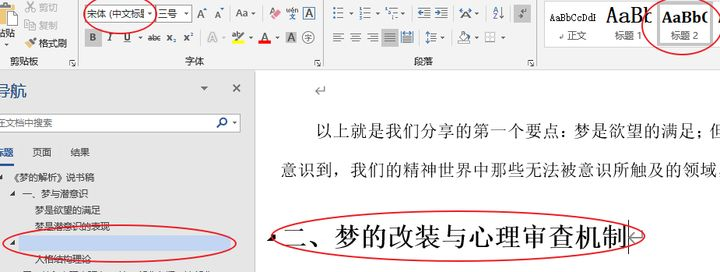 剪切
宋体 (中文标
三号
A A Aa
AaBbCcDdI AaBb AaBbC
粘贴
复制
格式刷
B I U
正文 标题 1 标题 2
剪贴板
字体
段落
导航
在文档中搜索
标题 页面 结果
以上就是我们分享的第一个要点：梦是欲望的满足；但
意识到，我们的精神世界中那些无法被意识所触及的领域
《梦的解析》说书稿
一、梦与潜意识
梦是欲望的满足
梦是潜意识的表现
二、梦的改装与心理审查机制
人格结构理论